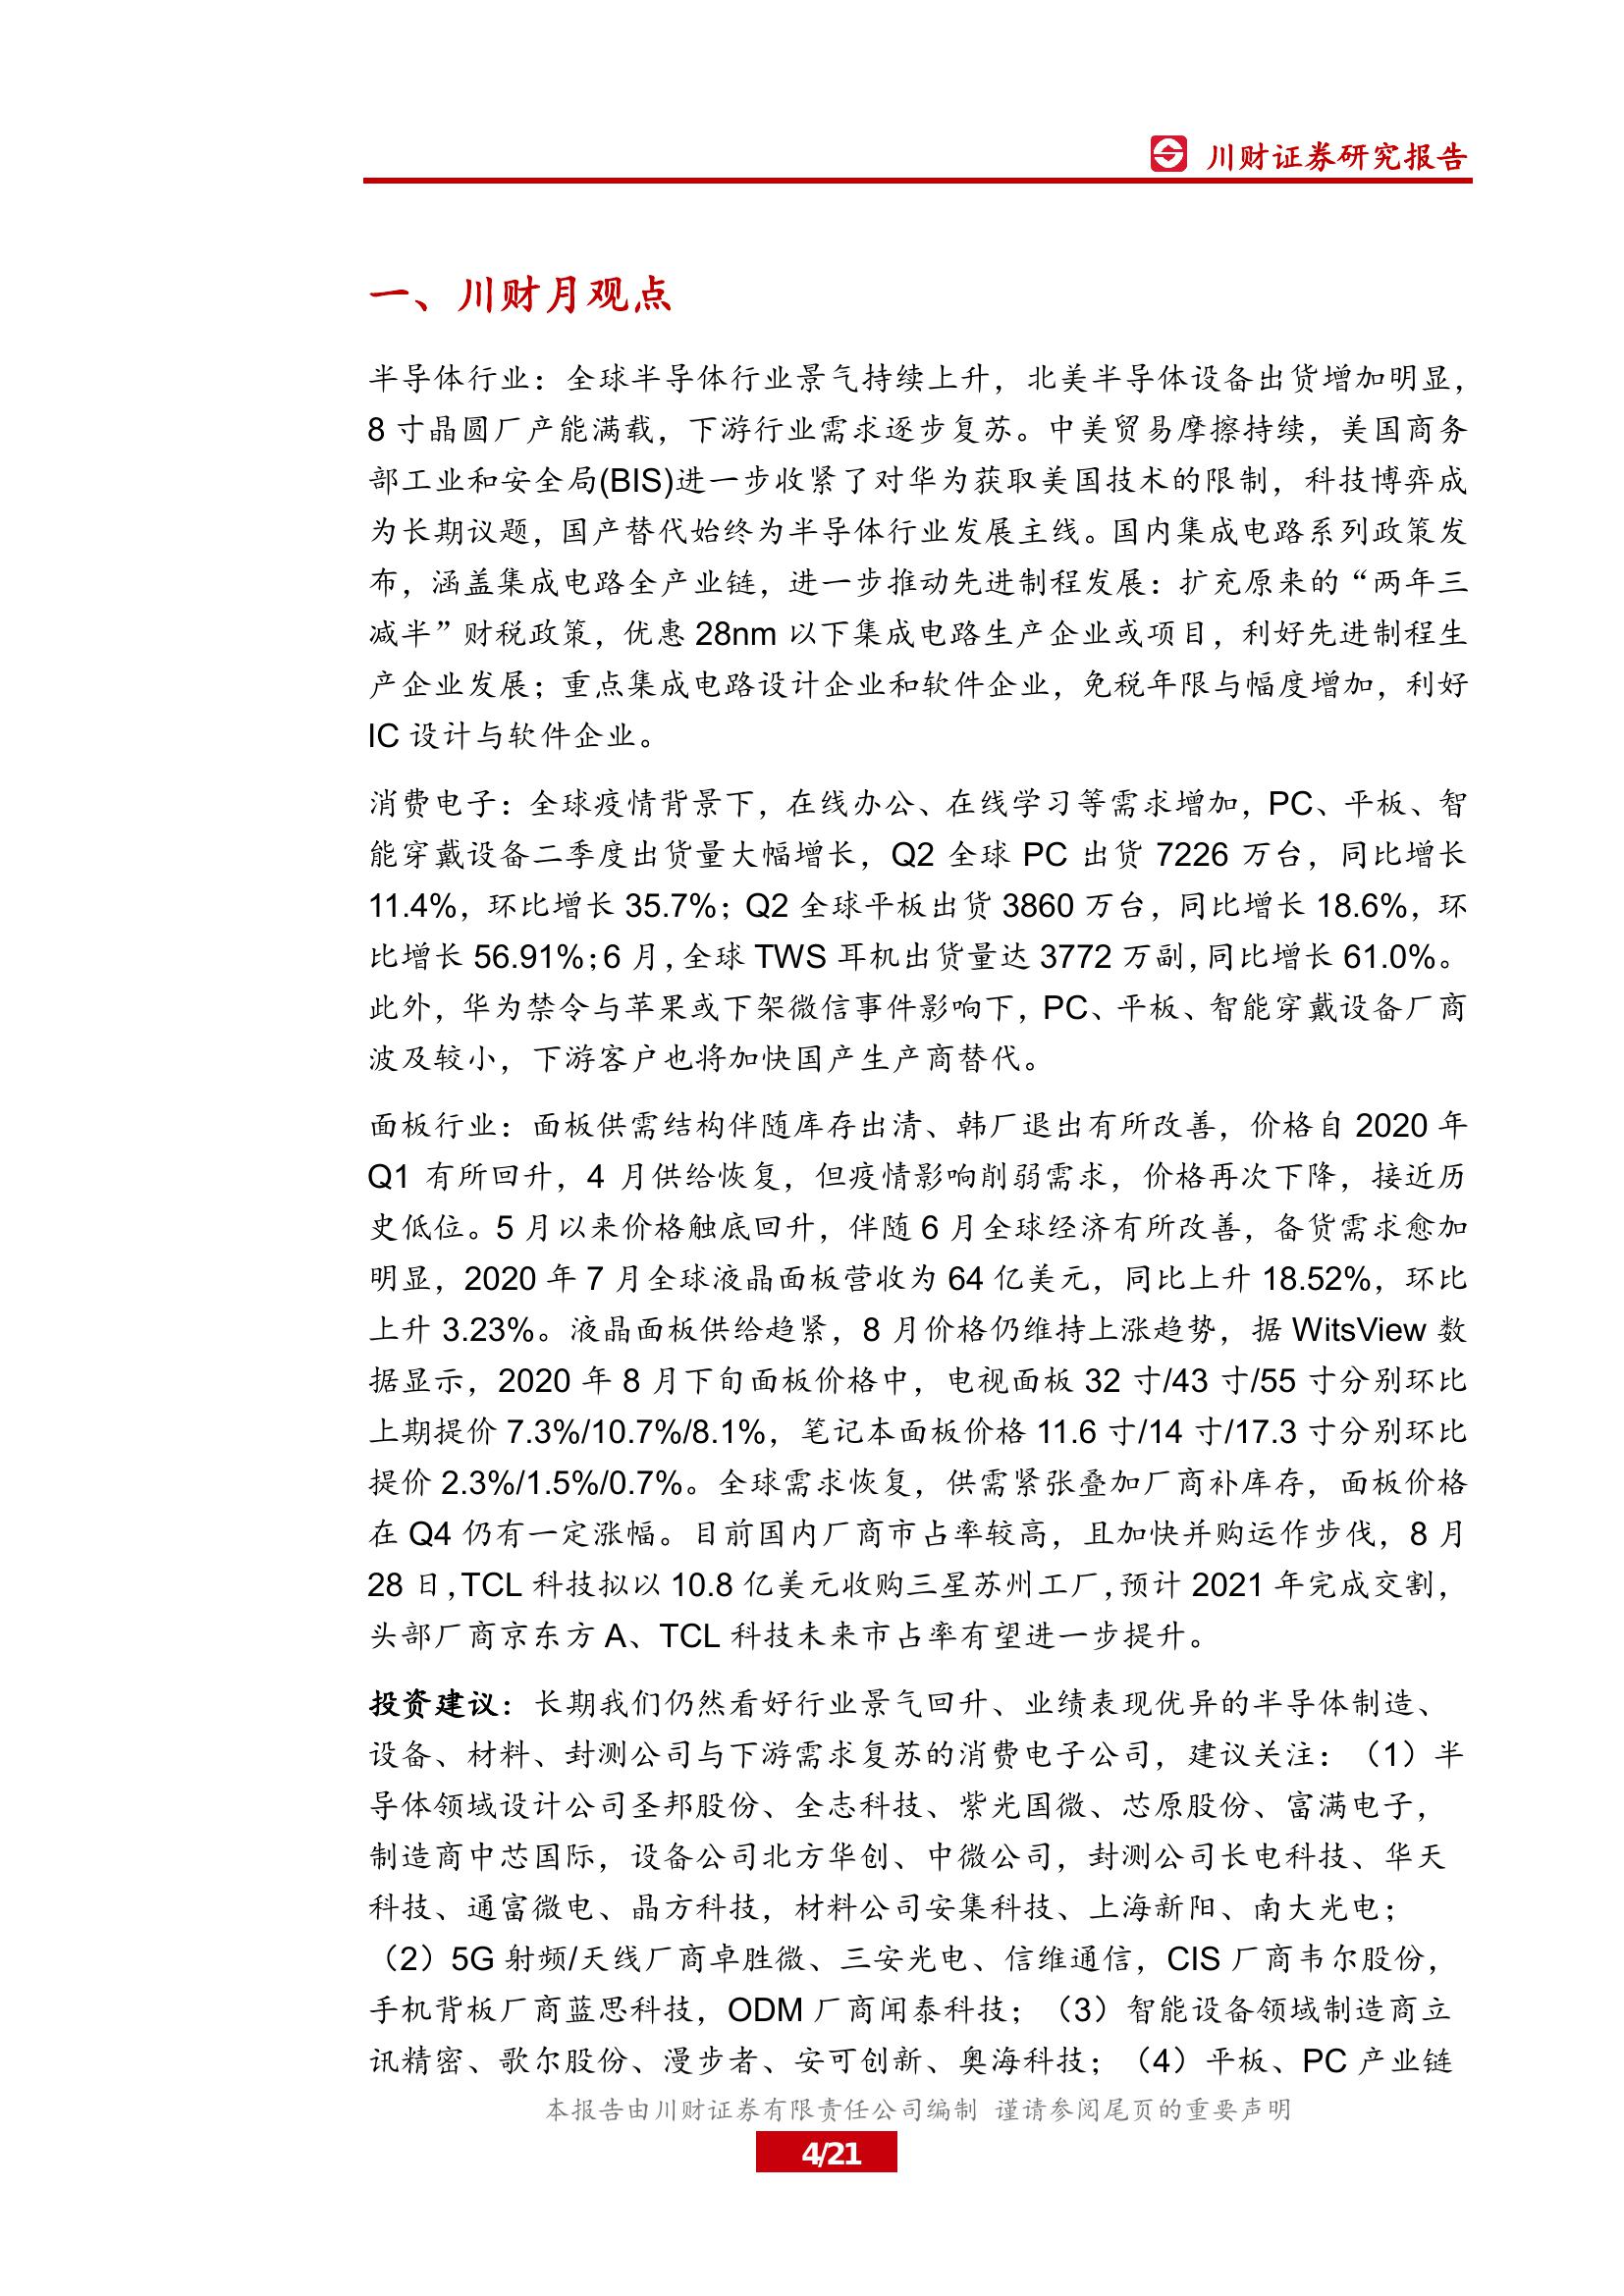 川财证券研究报告
一、川财月观点
半导体行业：全球半导体行业景气持续上升，北美半导体设备出货增加明显，
8 寸晶圆厂产能满载，下游行业需求逐步复苏。中美贸易摩擦持续，美国商务
部工业和安全局(BIS)进一步收紧了对华为获取美国技术的限制，科技博弈成
为长期议题，国产替代始终为半导体行业发展主线。国内集成电路系列政策发
布，涵盖集成电路全产业链，进一步推动先进制程发展：扩充原来的“两年三
减半”财税政策，优惠 28nm 以下集成电路生产企业或项目，利好先进制程生
产企业发展；重点集成电路设计企业和软件企业，免税年限与幅度增加，利好
IC 设计与软件企业。
消费电子：全球疫情背景下，在线办公、在线学习等需求增加，PC、平板、智
能穿戴设备二季度出货量大幅增长，Q2 全球 PC 出货 7226 万台，同比增长
11.4%，环比增长 35.7%；Q2 全球平板出货 3860 万台，同比增长 18.6%，环
比增长 56.91%；6 月，全球 TWS 耳机出货量达 3772 万副，同比增长 61.0%。
此外，华为禁令与苹果或下架微信事件影响下，PC、平板、智能穿戴设备厂商
波及较小，下游客户也将加快国产生产商替代。
面板行业：面板供需结构伴随库存出清、韩厂退出有所改善，价格自 2020 年
Q1 有所回升，4 月供给恢复，但疫情影响削弱需求，价格再次下降，接近历
史低位。5 月以来价格触底回升，伴随 6 月全球经济有所改善，备货需求愈加
明显，2020 年 7 月全球液晶面板营收为 64 亿美元，同比上升 18.52%，环比
上升 3.23%。液晶面板供给趋紧，8 月价格仍维持上涨趋势，据 WitsView 数
据显示，2020 年 8 月下旬面板价格中，电视面板 32 寸/43 寸/55 寸分别环比
上期提价 7.3%/10.7%/8.1%，笔记本面板价格 11.6 寸/14 寸/17.3 寸分别环比
提价 2.3%/1.5%/0.7%。全球需求恢复，供需紧张叠加厂商补库存，面板价格
在 Q4 仍有一定涨幅。目前国内厂商市占率较高，且加快并购运作步伐，8 月
28 日，TCL 科技拟以 10.8 亿美元收购三星苏州工厂，预计 2021 年完成交割，
头部厂商京东方 A、TCL 科技未来市占率有望进一步提升。
投资建议：长期我们仍然看好行业景气回升、业绩表现优异的半导体制造、
设备、材料、封测公司与下游需求复苏的消费电子公司，建议关注：（1）半
导体领域设计公司圣邦股份、全志科技、紫光国微、芯原股份、富满电子，
制造商中芯国际，设备公司北方华创、中微公司，封测公司长电科技、华天
科技、通富微电、晶方科技，材料公司安集科技、上海新阳、南大光电；
（2）5G 射频/天线厂商卓胜微、三安光电、信维通信，CIS 厂商韦尔股份，
手机背板厂商蓝思科技，ODM 厂商闻泰科技；（3）智能设备领域制造商立
讯精密、歌尔股份、漫步者、安可创新、奥海科技；（4）平板、PC 产业链
本报告由川财证券有限责任公司编制 谨请参阅尾页的重要声明
4/21